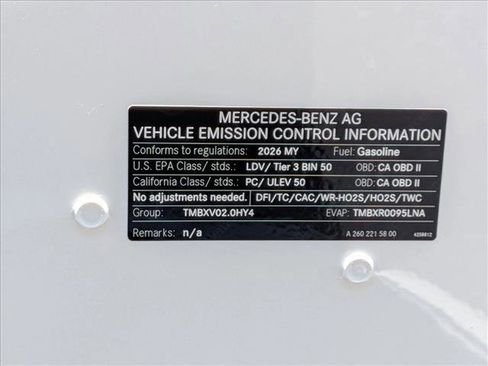 MERCEDES-BENZ AG
VEHICLE EMISSION CONTROL INFORMATION
Conforms to regulations: 2026 MY Fuel: Gasoline
U.S. EPA Class/ stds.: LDV/ Tier 3 BIN 50 OBD: CA OBD II
California Class/ stds.: PC/ ULEV 50 OBD: CA OBD II
No adjustments needed. DFI/TC/CAC/WR-HO2S/HO2S/TWC
Group: TMBXV02.0HY4 EVAP: TMBXR0095LNA
Remarks: n/a A 260 221 58 00